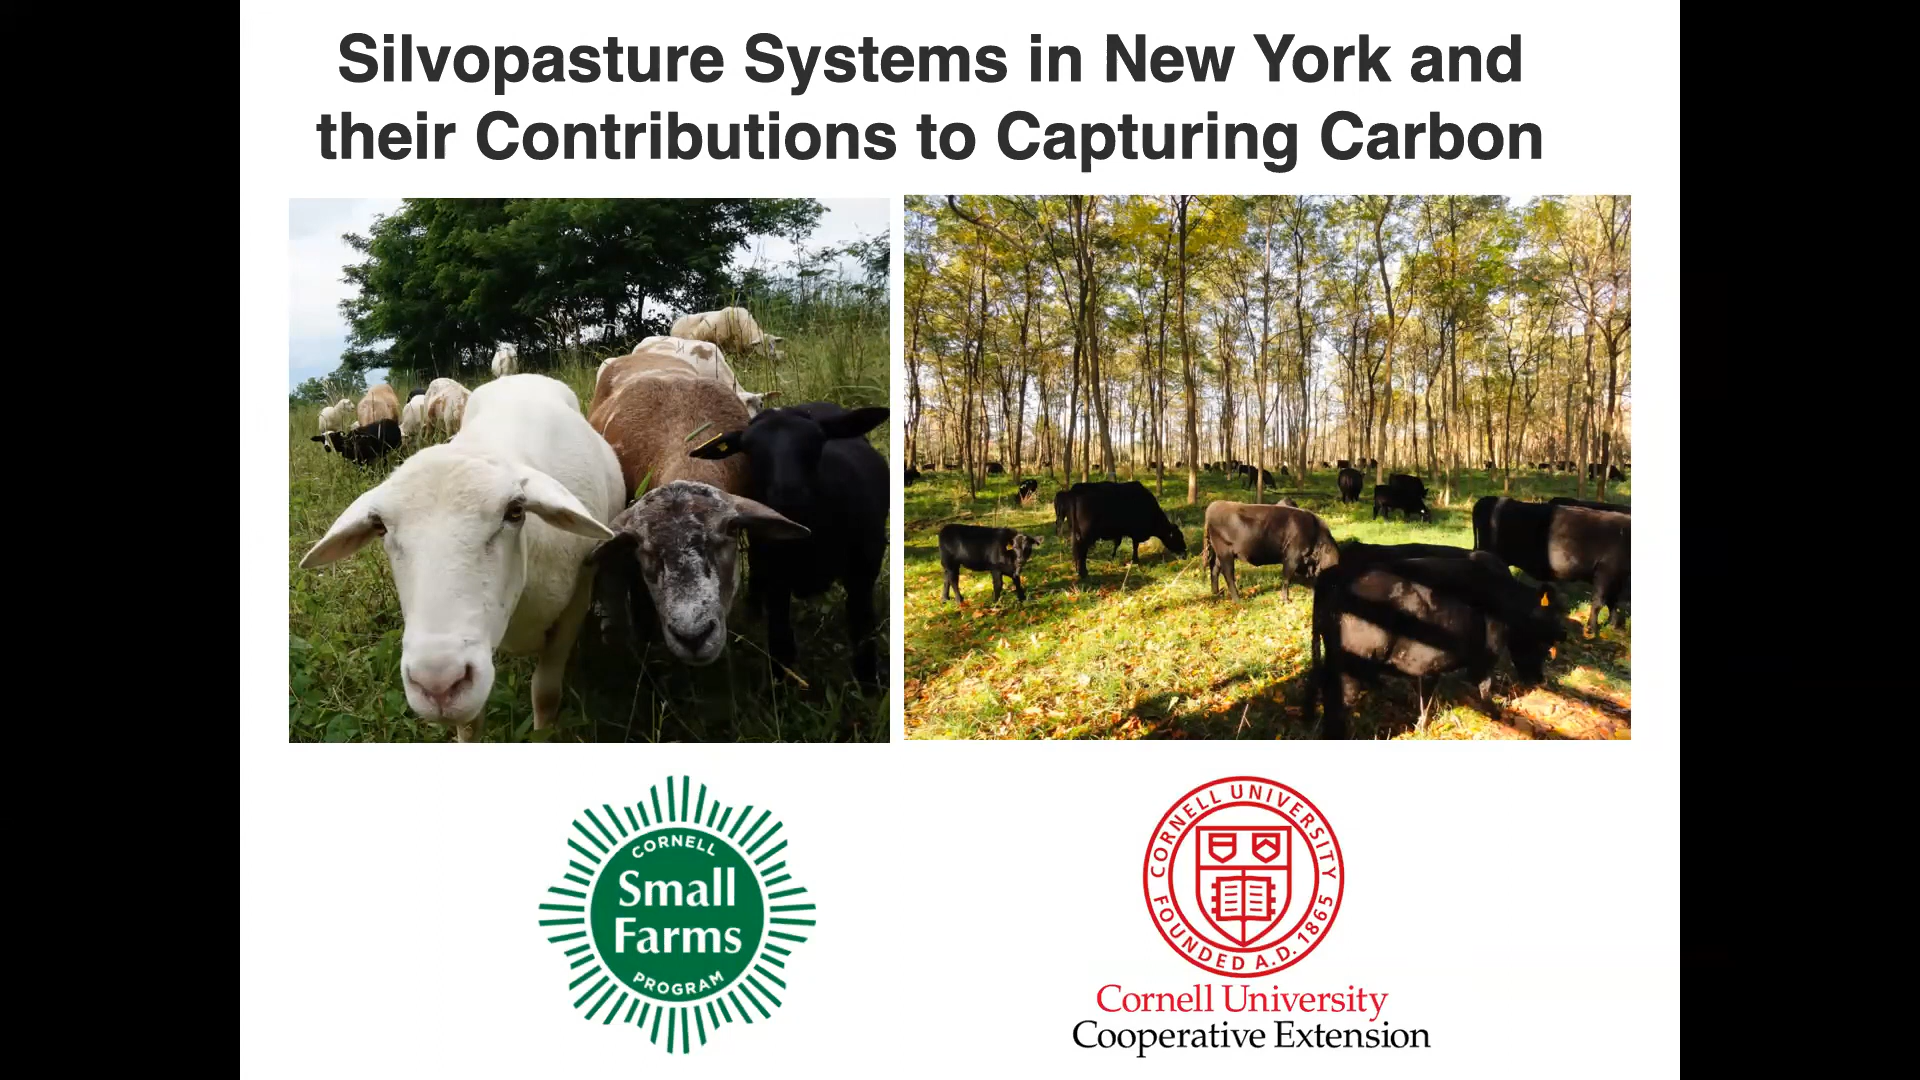 Silvopasture Systems in New York and
their Contributions to Capturing Carbon
CORNELL
Small
Farms
PROGRAM
CORNELL UNIVERSITY
FOUNDED A.D. 1865
Cornell University
Cooperative Extension